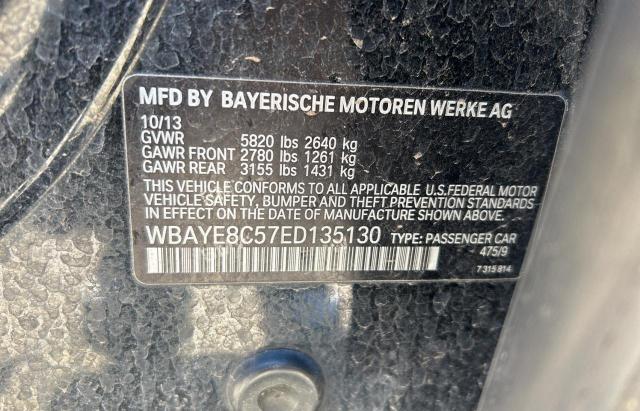 MFD BY BAYERISCHE MOTOREN WERKE AG
10/13
GVWR 5820 lbs 2640 kg
GAWR FRONT 2780 lbs 1261 kg
GAWR REAR 3155 lbs 1431 kg
THIS VEHICLE CONFORMS TO ALL APPLICABLE U.S.FEDERAL MOTOR
VEHICLE SAFETY, BUMPER AND THEFT PREVENTION STANDARDS
IN EFFECT ON THE DATE OF MANUFACTURE SHOWN ABOVE.
WBAYE8C57ED135130 TYPE: PASSENGER CAR
475/9
7 315 814